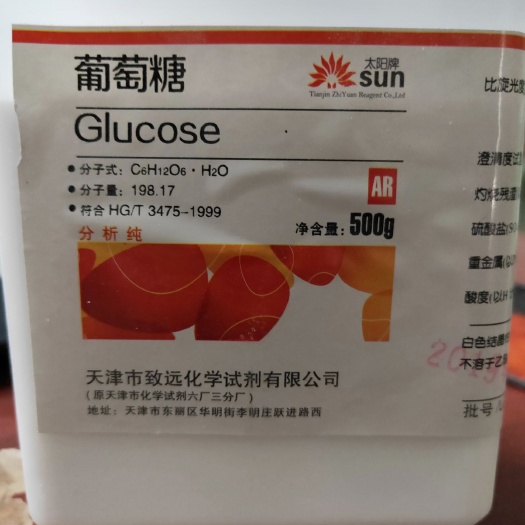 葡萄糖
太阳牌
sun
Tianjin ZhiYuan Reagent Co.,Ltd
Glucose
• 分子式: C6H12O6 · H2O
• 分子量: 198.17
• 符合 HG/T 3475-1999
AR
净含量: 500g
分析纯
天津市致远化学试剂有限公司
(原天津市化学试剂六厂三分厂)
地址: 天津市东丽区华明街李明庄跃进路西
比旋光度
澄清度试
灼烧残渣
硫酸盐
重金属
酸度(以H
白色结晶
不溶于乙
批号